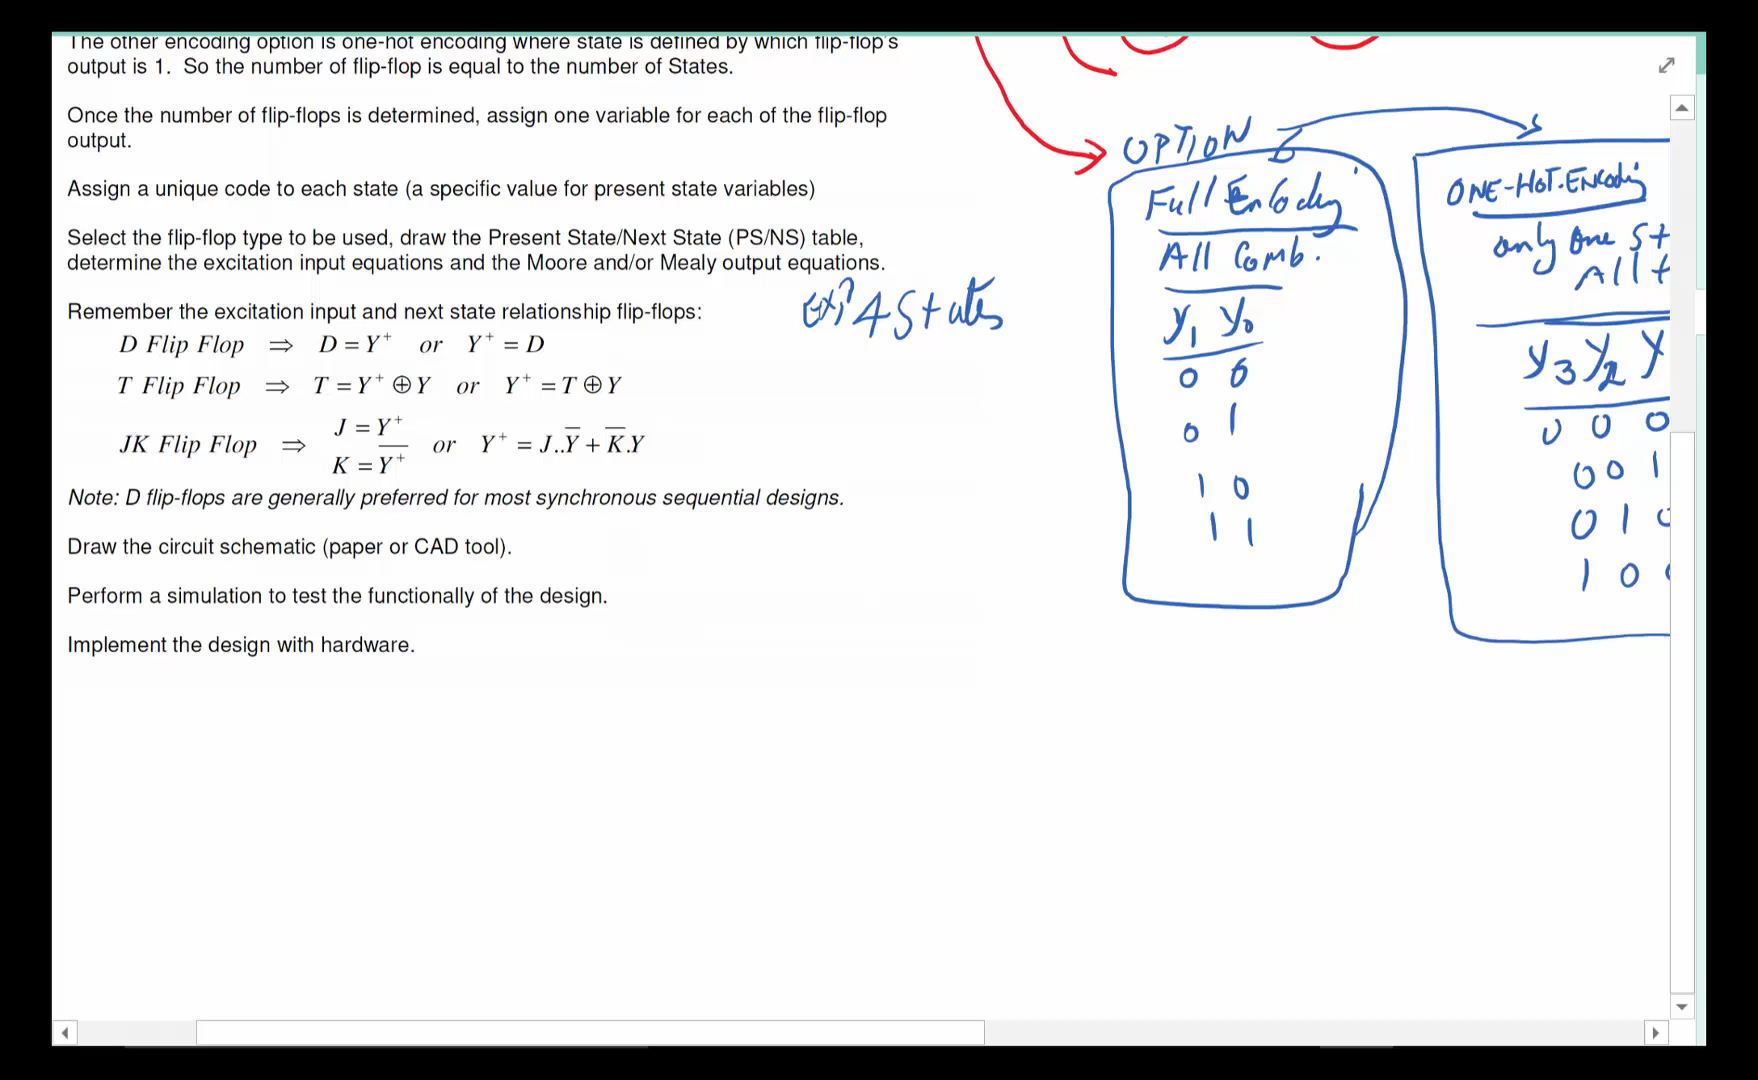 The other encoding option is one-hot encoding where state is defined by which flip-flop's
output is 1. So the number of flip-flop is equal to the number of States.
Once the number of flip-flops is determined, assign one variable for each of the flip-flop
output.
Assign a unique code to each state (a specific value for present state variables)
Select the flip-flop type to be used, draw the Present State/Next State (PS/NS) table,
determine the excitation input equations and the Moore and/or Mealy output equations.
Remember the excitation input and next state relationship flip-flops:
D Flip Flop ⇒ D = Y⁺ or Y⁺ = D
T Flip Flop ⇒ T = Y⁺ ⊕ Y or Y⁺ = T ⊕ Y
JK Flip Flop ⇒ J = Y⁺ K = Y̅⁺ or Y⁺ = J..Y̅ + K̅.Y
Note: D flip-flops are generally preferred for most synchronous sequential designs.
Draw the circuit schematic (paper or CAD tool).
Perform a simulation to test the functionally of the design.
Implement the design with hardware.
4 States
OPTION
Full Encoding
All Comb.
y₁ y₀
0 0
0 1
1 0
1 1
ONE-HOT-Encodi
only one St
All
y₃ y₂ y
0 0 0
0 0 1
0 1 0
1 0